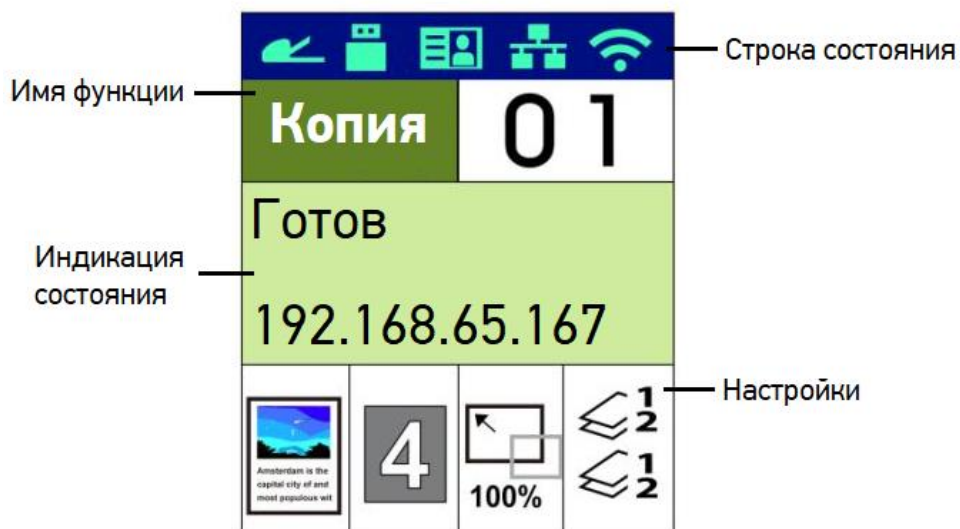 Строка состояния
Имя функции
Копия
01
Готов
Индикация
состояния
192.168.65.167
Настройки
Amsterdam is the
capital city of and
most populous wit
4
100%
1
2
1
2